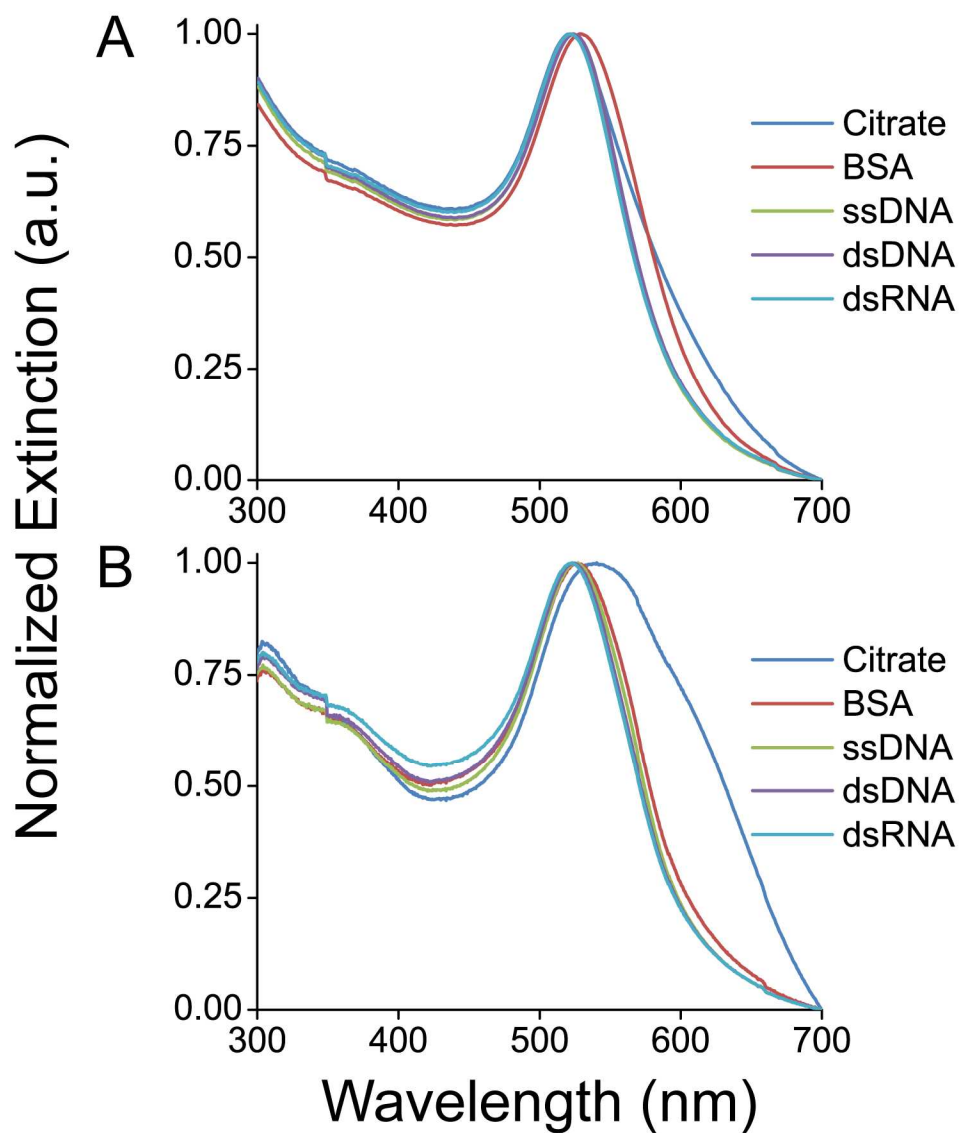 A
1.00
0.75
0.50
0.25
0.00
300 400 500 600 700
Citrate
BSA
ssDNA
dsDNA
dsRNA
B
1.00
0.75
0.50
0.25
0.00
300 400 500 600 700
Citrate
BSA
ssDNA
dsDNA
dsRNA
Normalized Extinction (a.u.)
Wavelength (nm)